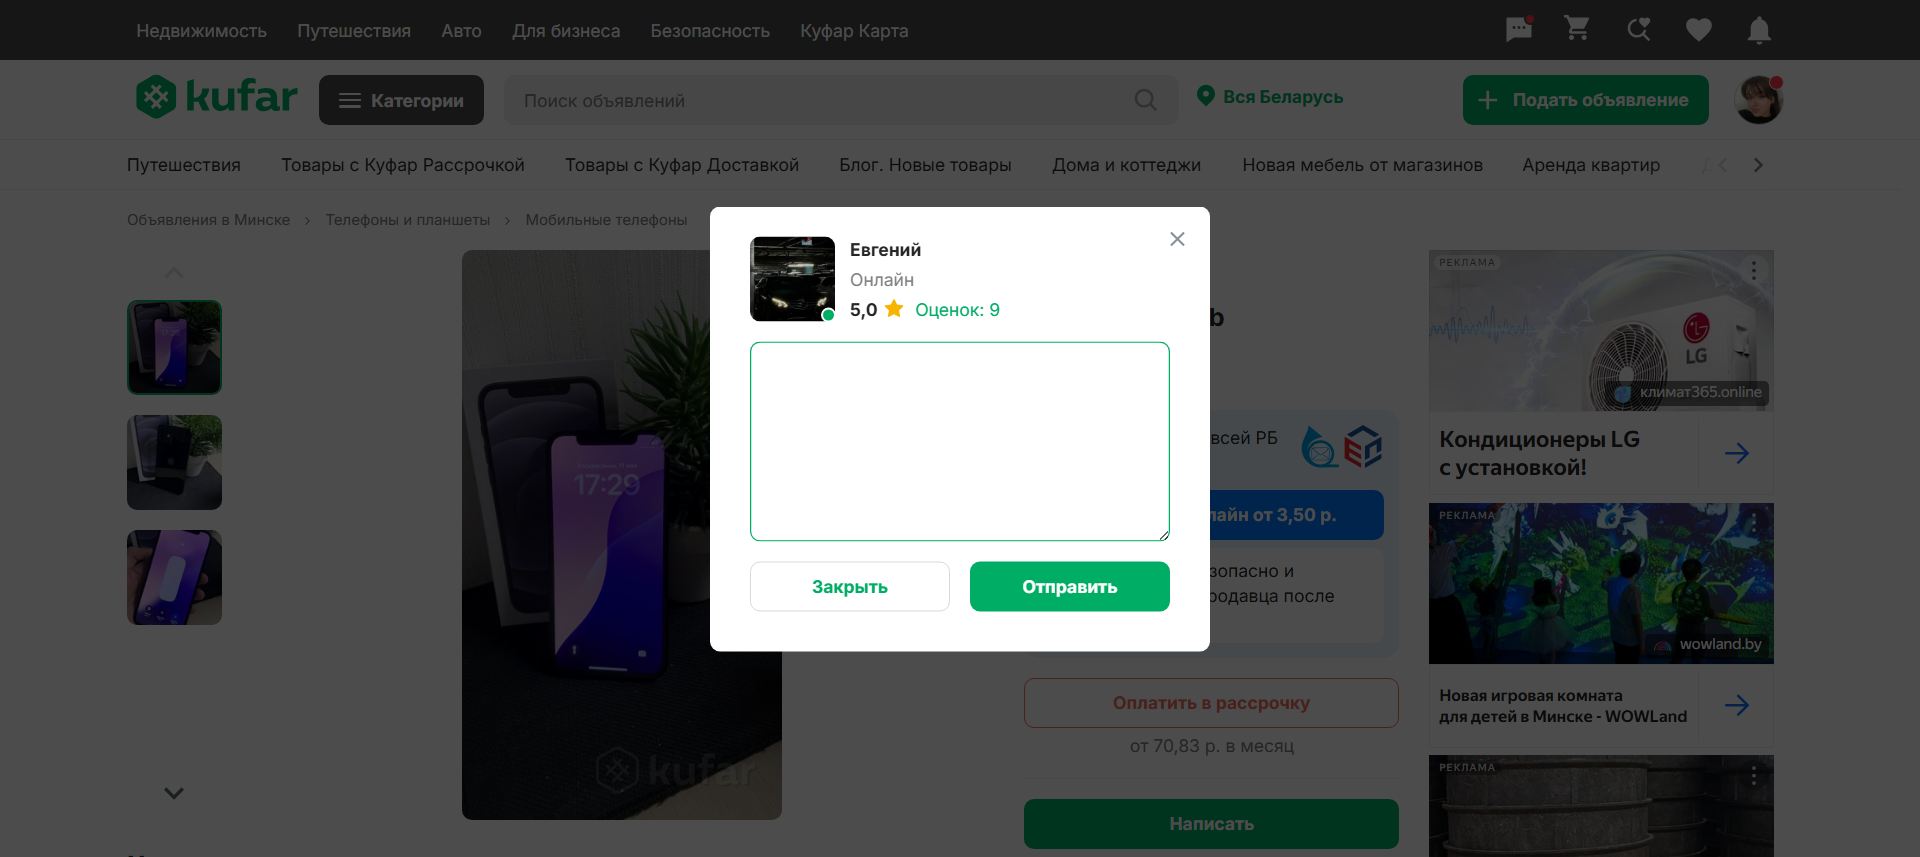 Недвижимость Путешествия Авто Для бизнеса Безопасность Куфар Карта
kufar Категории Поиск объявлений Вся Беларусь Подать объявление
Путешествия Товары с Куфар Рассрочкой Товары с Куфар Доставкой Блог. Новые товары Дома и коттеджи Новая мебель от магазинов Аренда квартир
Объявления в Минске › Телефоны и планшеты › Мобильные телефоны
Евгений
Онлайн
5,0 Оценок: 9
Закрыть Отправить
17:29
kufar
b
всей РБ
лайн от 3,50 р.
зопасно и
родавца после
Оплатить в рассрочку
от 70,83 р. в месяц
Написать
РЕКЛАМА
LG
климат365.online
Кондиционеры LG
с установкой!
РЕКЛАМА
wowland.by
Новая игровая комната
для детей в Минске - WOWLand
РЕКЛАМА